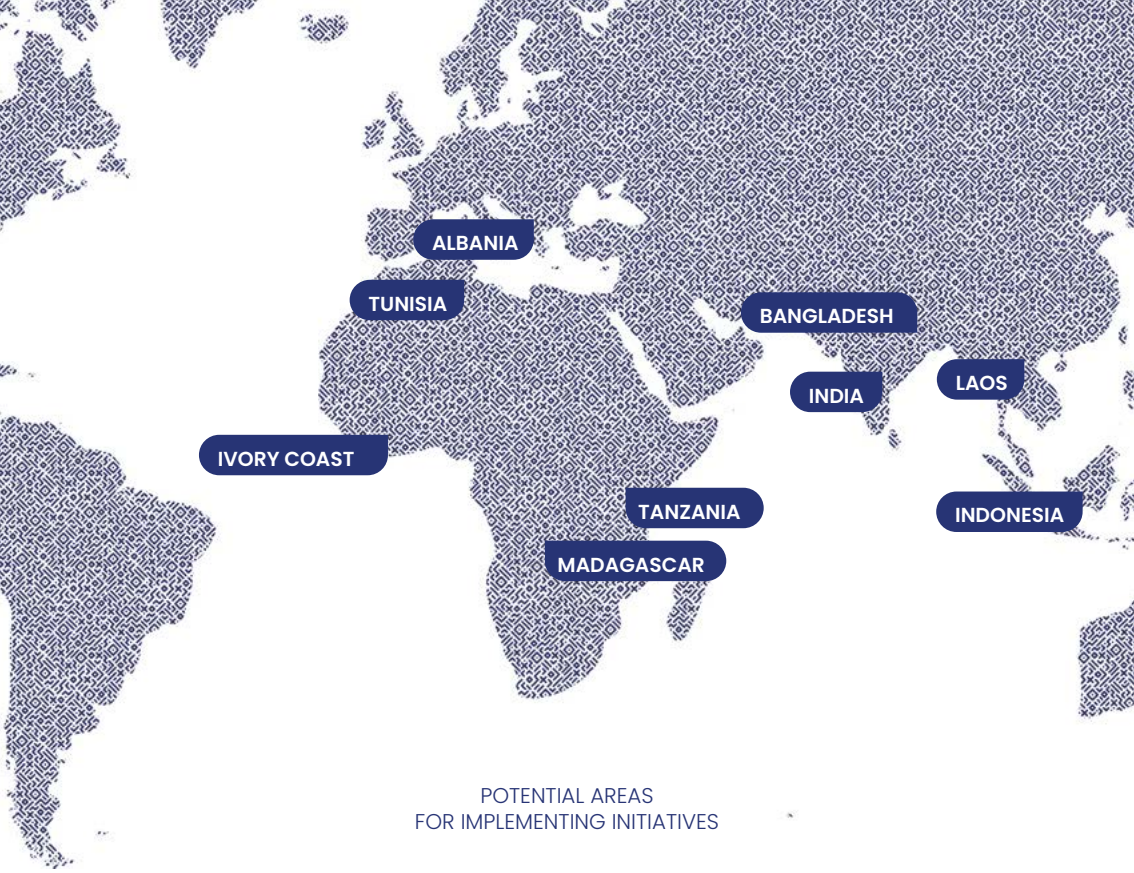 ALBANIA
TUNISIA
BANGLADESH
INDIA
LAOS
IVORY COAST
TANZANIA
INDONESIA
MADAGASCAR
POTENTIAL AREAS
FOR IMPLEMENTING INITIATIVES